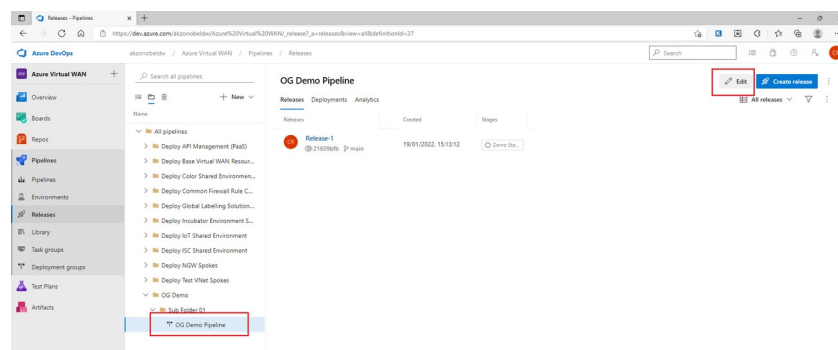 Releases - Pipelines
https://dev.azure.com/akzonobeldw/Azure%20Virtual%20WAN/_release?_a=releases&view=all&definitionId=27
Azure DevOps
akzonobeldw / Azure Virtual WAN / Pipelines / Releases
Search
Azure Virtual WAN
Overview
Boards
Repos
Pipelines
Pipelines
Environments
Releases
Library
Task groups
Deployment groups
Test Plans
Artifacts
Search all pipelines
New
Name
All pipelines
Deploy API Management (PaaS)
Deploy Base Virtual WAN Resour...
Deploy Color Shared Environmen...
Deploy Common Firewall Rule C...
Deploy Global Labelling Solution...
Deploy Incubator Environment S...
Deploy IoT Shared Environment
Deploy ISC Shared Environment
Deploy NGW Spokes
Deploy Test VNet Spokes
OG Demo
Sub Folder 01
OG Demo Pipeline
OG Demo Pipeline
Edit Create release
Releases Deployments Analytics
All releases
Releases Created Stages
CR Release-1
21609bfb main
19/01/2022, 15:13:12
Demo Sta...